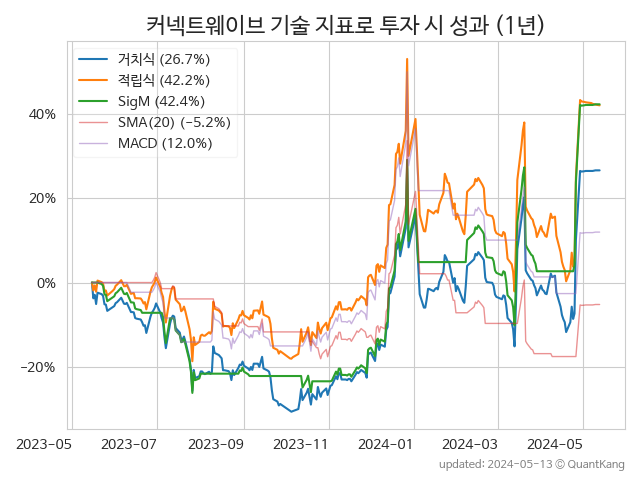 커넥트웨이브 기술 지표로 투자 시 성과 (1년)
거치식 (26.7%)
적립식 (42.2%)
SigM (42.4%)
SMA(20) (−5.2%)
MACD (12.0%)
40%
20%
0%
−20%
2023-05 2023-07 2023-09 2023-11 2024-01 2024-03 2024-05
updated: 2024-05-13 © QuantKang